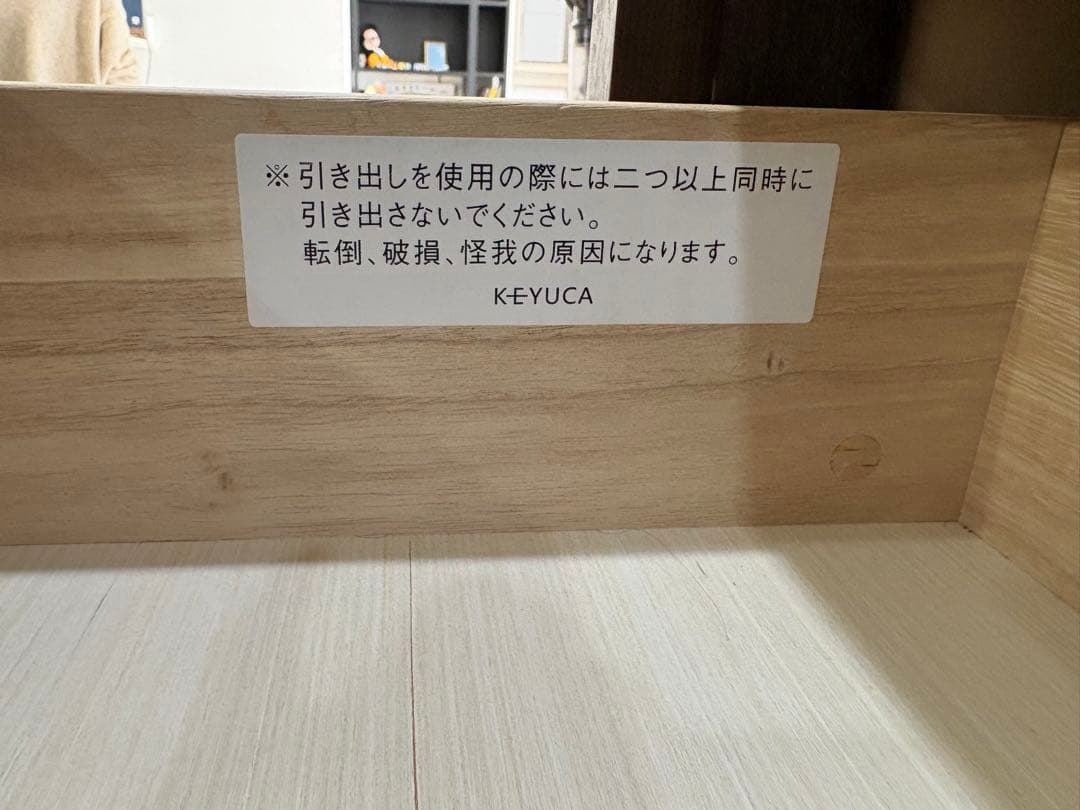 ※引き出しを使用の際には二つ以上同時に
引き出さないでください。
転倒、破損、怪我の原因になります。
KEYUCA